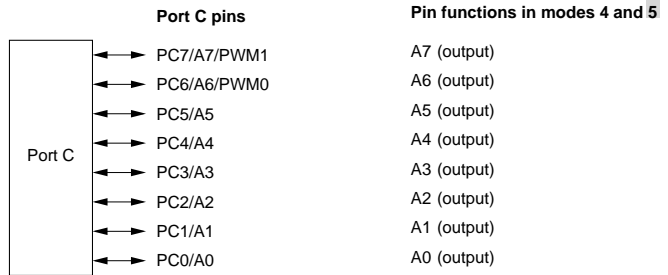 Port C pins Pin functions in modes 4 and 5
PC7/A7/PWM1 A7 (output)
PC6/A6/PWM0 A6 (output)
PC5/A5 A5 (output)
PC4/A4 A4 (output)
Port C
PC3/A3 A3 (output)
PC2/A2 A2 (output)
PC1/A1 A1 (output)
PC0/A0 A0 (output)